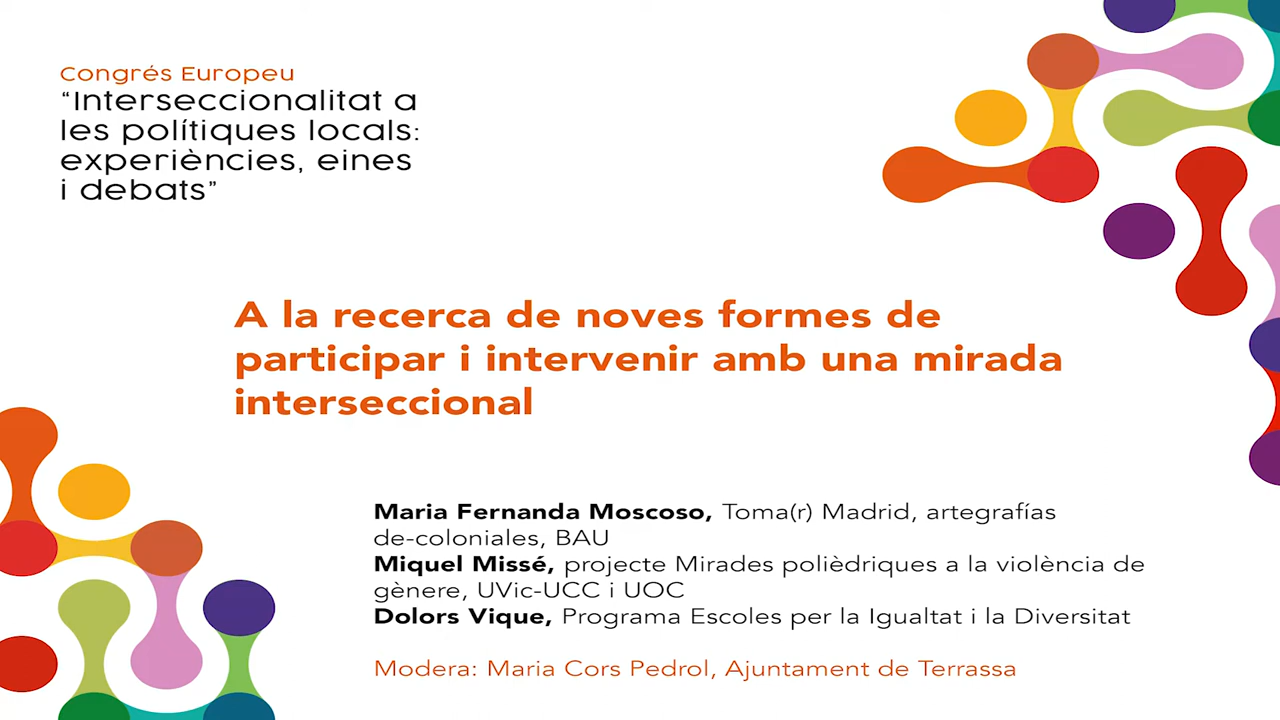 Congrés Europeu
“Interseccionalitat a
les polítiques locals:
experiències, eines
i debats”
A la recerca de noves formes de
participar i intervenir amb una mirada
interseccional
Maria Fernanda Moscoso, Toma(r) Madrid, artegrafías
de-coloniales, BAU
Miquel Missé, projecte Mirades polièdriques a la violència de
gènere, UVic-UCC i UOC
Dolors Vique, Programa Escoles per la Igualtat i la Diversitat
Modera: Maria Cors Pedrol, Ajuntament de Terrassa